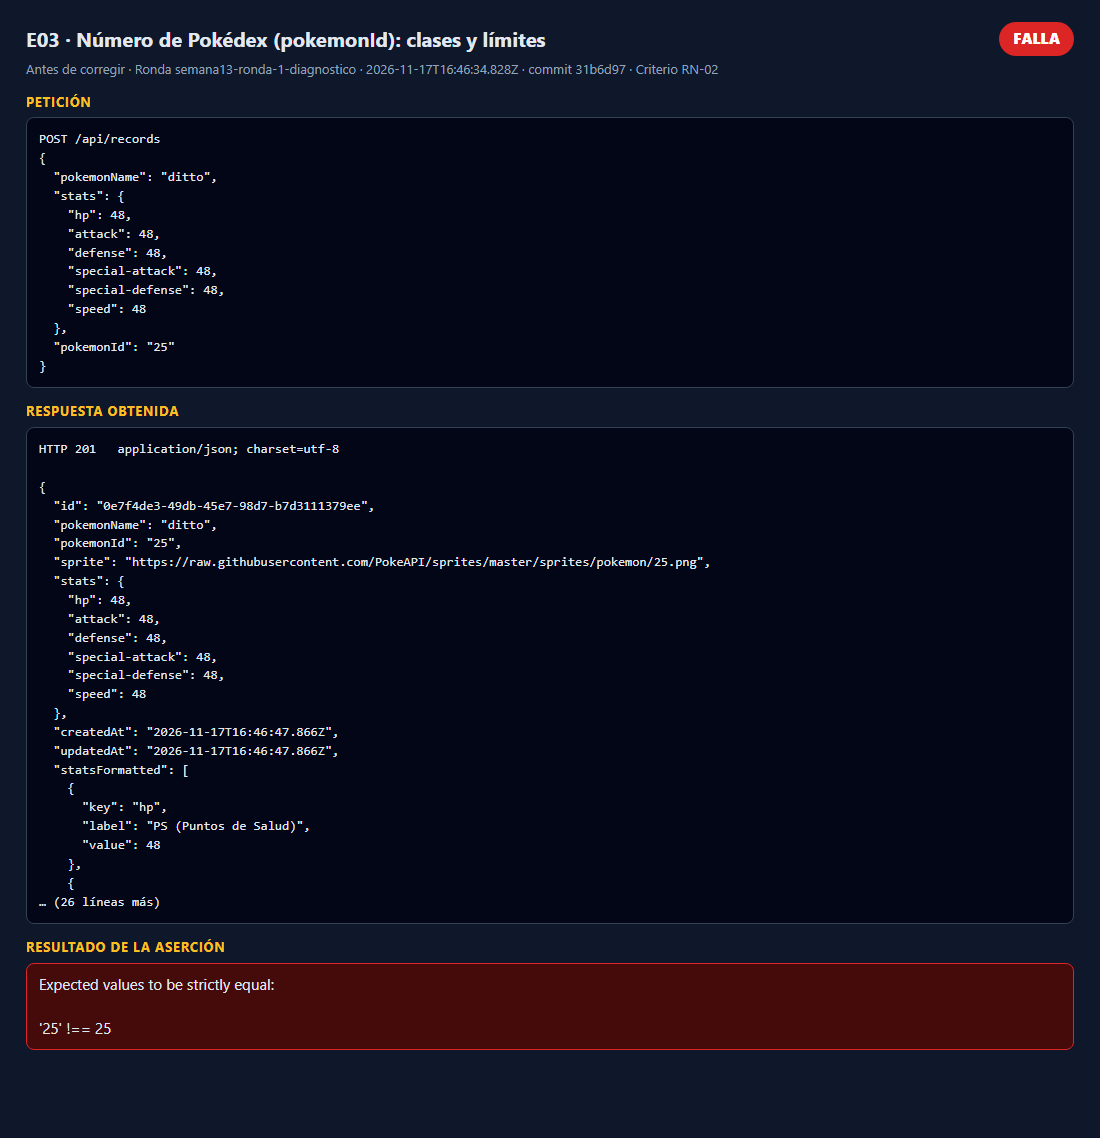 E03 · Número de Pokédex (pokemonId): clases y límites
FALLA
Antes de corregir · Ronda semana13-ronda-1-diagnostico · 2026-11-17T16:46:34.828Z · commit 31b6d97 · Criterio RN-02
PETICIÓN
POST /api/records
{
  "pokemonName": "ditto",
  "stats": {
    "hp": 48,
    "attack": 48,
    "defense": 48,
    "special-attack": 48,
    "special-defense": 48,
    "speed": 48
  },
  "pokemonId": "25"
}
RESPUESTA OBTENIDA
HTTP 201   application/json; charset=utf-8
{
  "id": "0e7f4de3-49db-45e7-98d7-b7d3111379ee",
  "pokemonName": "ditto",
  "pokemonId": "25",
  "sprite": "https://raw.githubusercontent.com/PokeAPI/sprites/master/sprites/pokemon/25.png",
  "stats": {
    "hp": 48,
    "attack": 48,
    "defense": 48,
    "special-attack": 48,
    "special-defense": 48,
    "speed": 48
  },
  "createdAt": "2026-11-17T16:46:47.866Z",
  "updatedAt": "2026-11-17T16:46:47.866Z",
  "statsFormatted": [
    {
      "key": "hp",
      "label": "PS (Puntos de Salud)",
      "value": 48
    },
    {
… (26 líneas más)
RESULTADO DE LA ASERCIÓN
Expected values to be strictly equal:
'25' !== 25